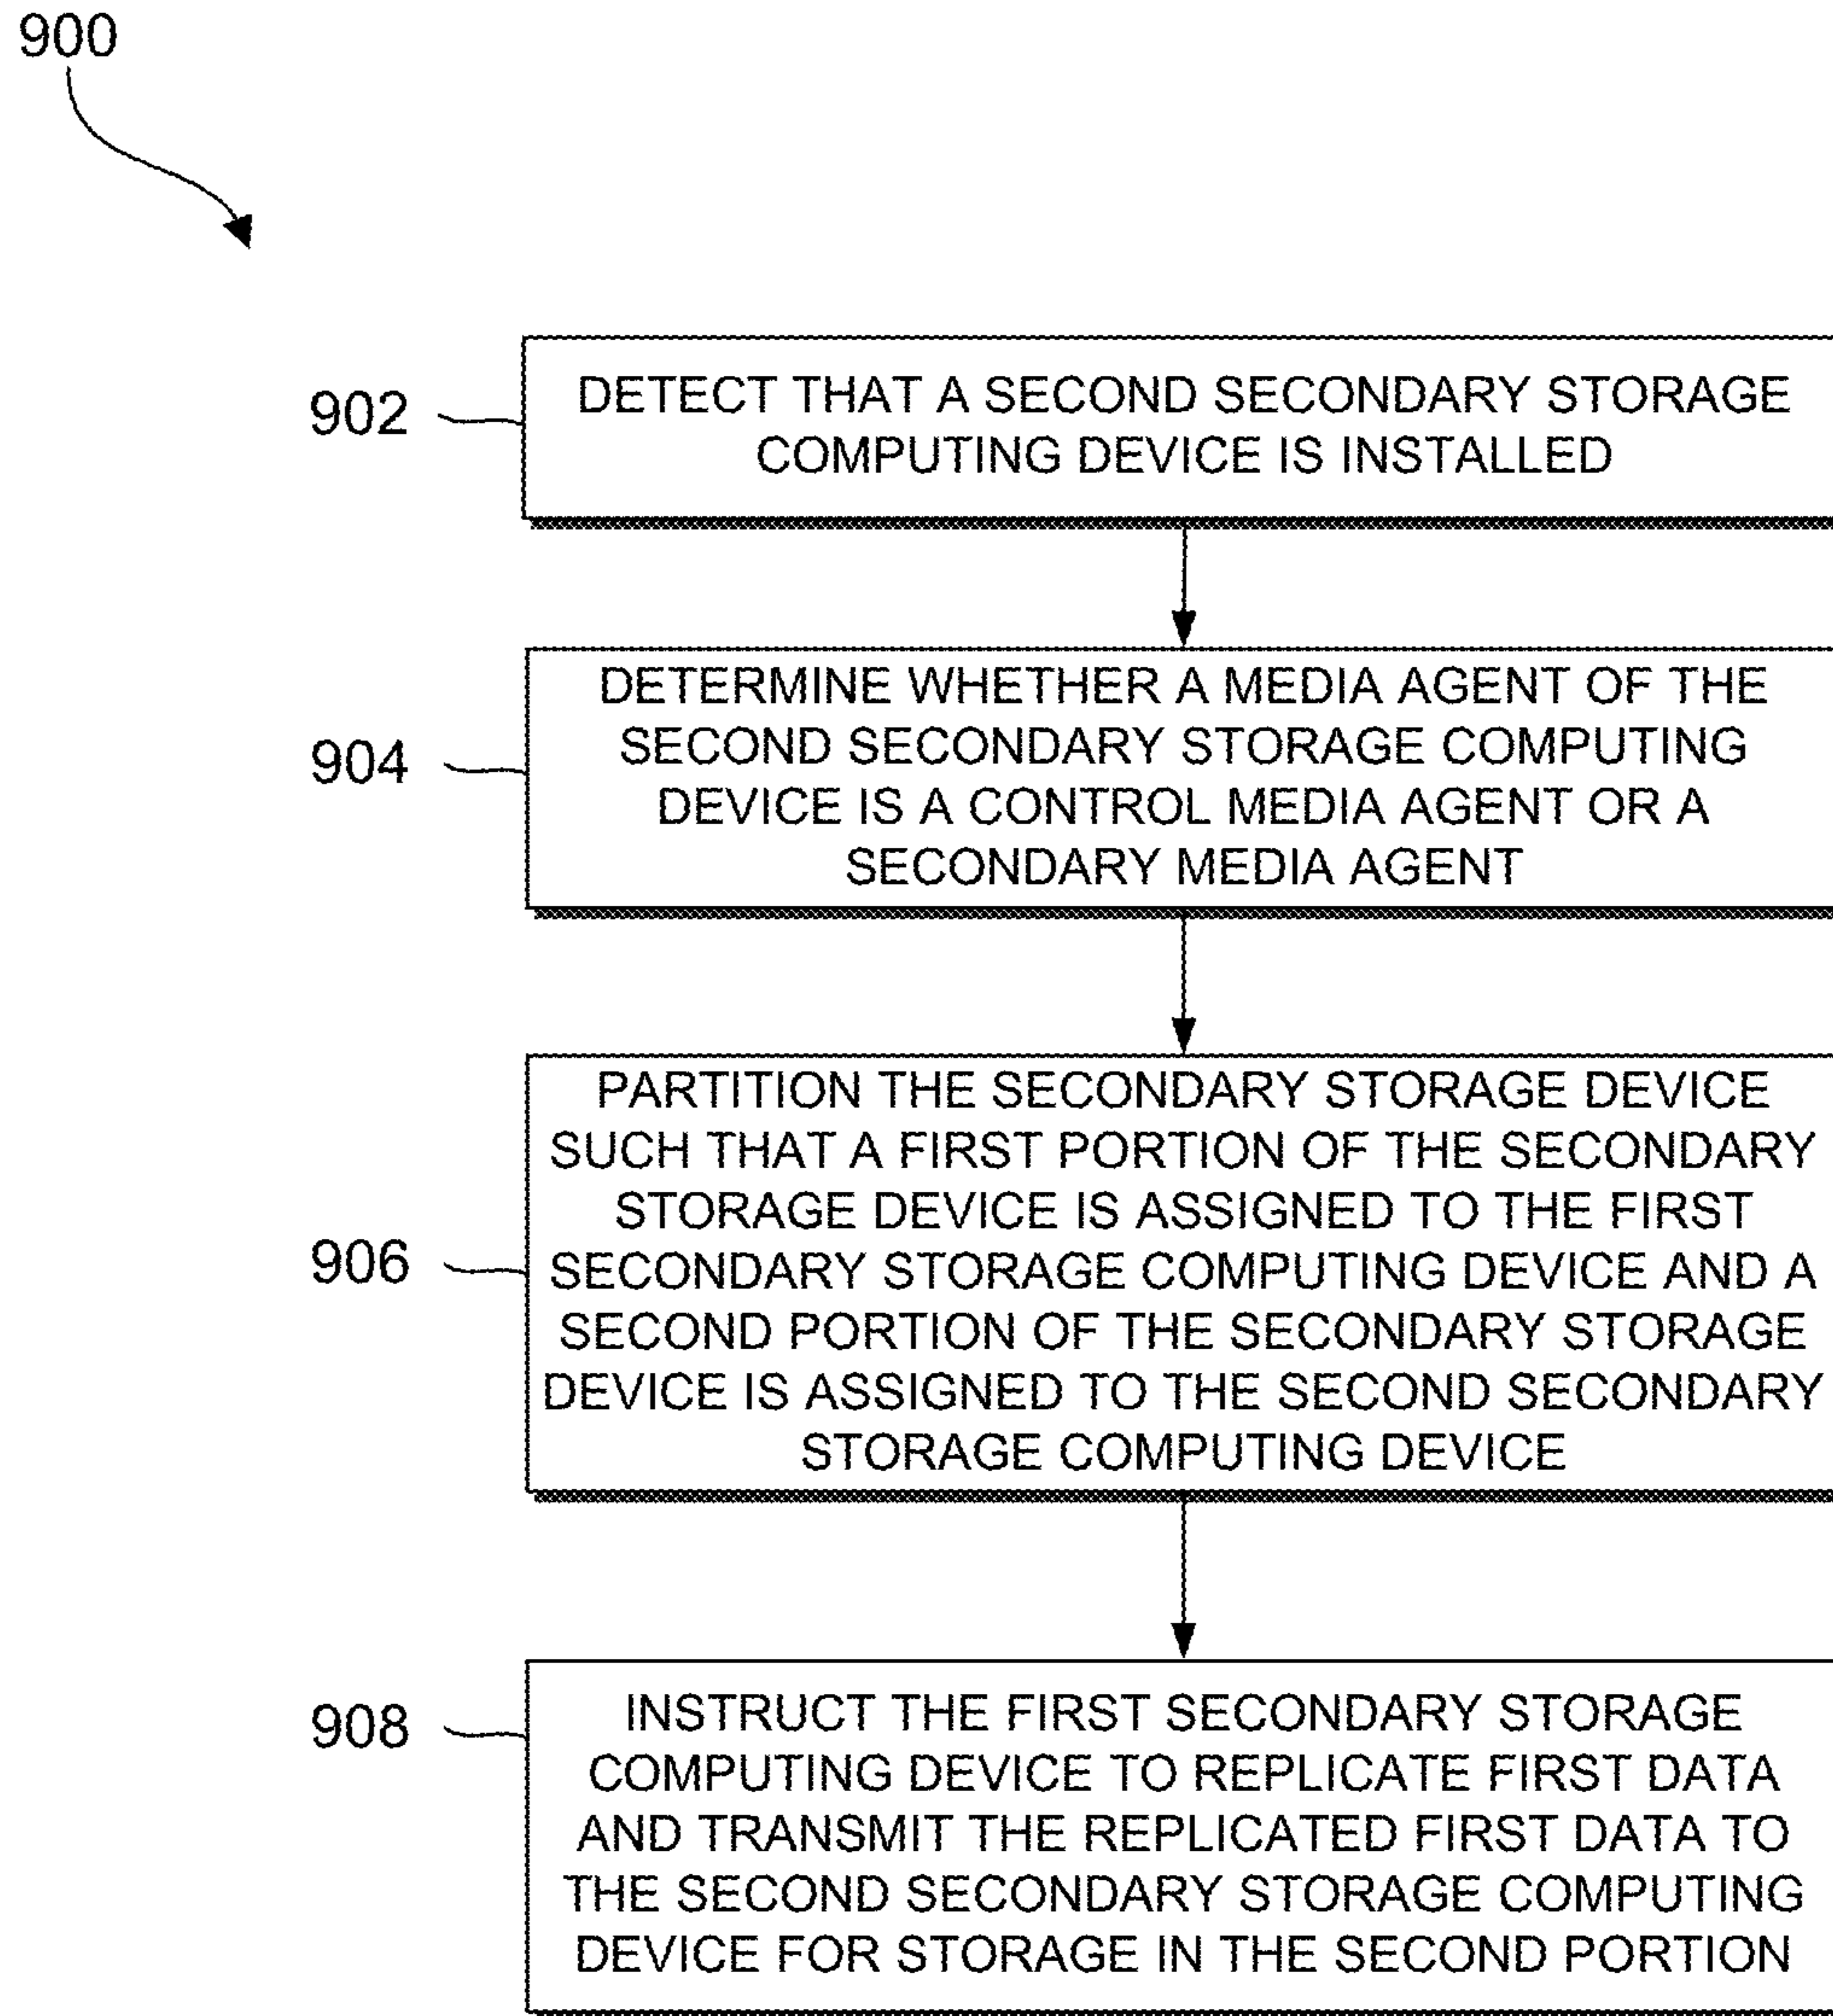 900
902
DETECT THAT A SECOND SECONDARY STORAGE
COMPUTING DEVICE IS INSTALLED
904
DETERMINE WHETHER A MEDIA AGENT OF THE
SECOND SECONDARY STORAGE COMPUTING
DEVICE IS A CONTROL MEDIA AGENT OR A
SECONDARY MEDIA AGENT
906
PARTITION THE SECONDARY STORAGE DEVICE
SUCH THAT A FIRST PORTION OF THE SECONDARY
STORAGE DEVICE IS ASSIGNED TO THE FIRST
SECONDARY STORAGE COMPUTING DEVICE AND A
SECOND PORTION OF THE SECONDARY STORAGE
DEVICE IS ASSIGNED TO THE SECOND SECONDARY
STORAGE COMPUTING DEVICE
908
INSTRUCT THE FIRST SECONDARY STORAGE
COMPUTING DEVICE TO REPLICATE FIRST DATA
AND TRANSMIT THE REPLICATED FIRST DATA TO
THE SECOND SECONDARY STORAGE COMPUTING
DEVICE FOR STORAGE IN THE SECOND PORTION